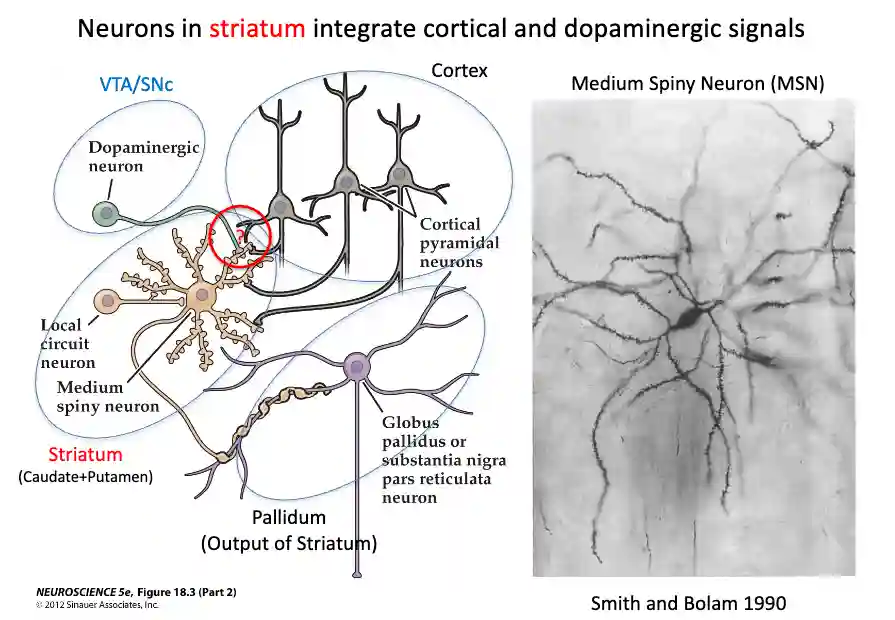 Neurons in striatum integrate cortical and dopaminergic signals
VTA/SNc
Cortex
Medium Spiny Neuron (MSN)
Dopaminergic
neuron
?
Cortical
pyramidal
neurons
Local
circuit
neuron
Medium
spiny neuron
Striatum
(Caudate+Putamen)
Globus
pallidus or
substantia nigra
pars reticulata
neuron
Pallidum
(Output of Striatum)
NEUROSCIENCE 5e, Figure 18.3 (Part 2)
© 2012 Sinauer Associates, Inc.
Smith and Bolam 1990